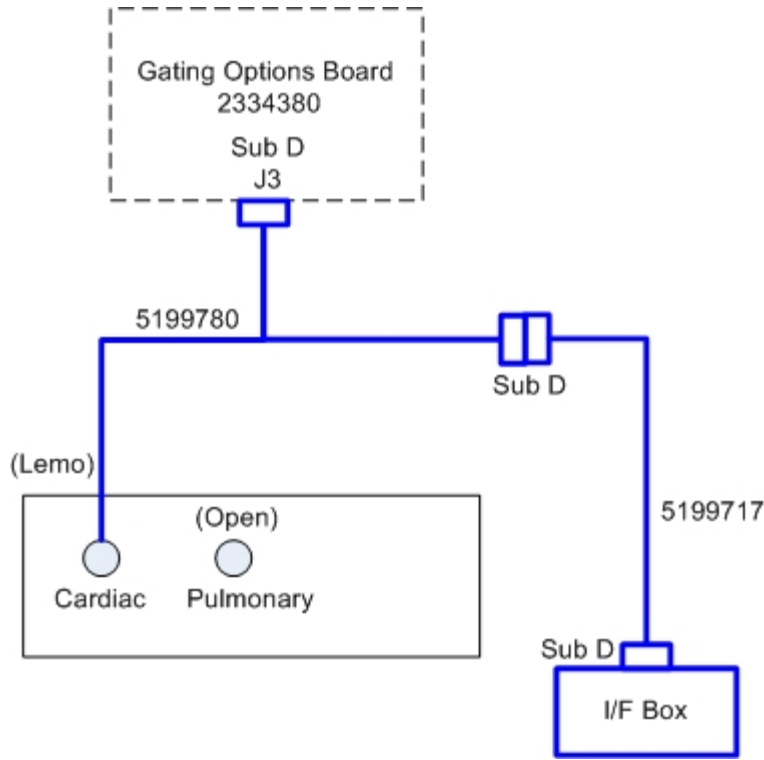 Gating Options Board
2334380
Sub D
J3
5199780
Sub D
(Lemo)
(Open)
5199717
Cardiac
Pulmonary
Sub D
I/F Box